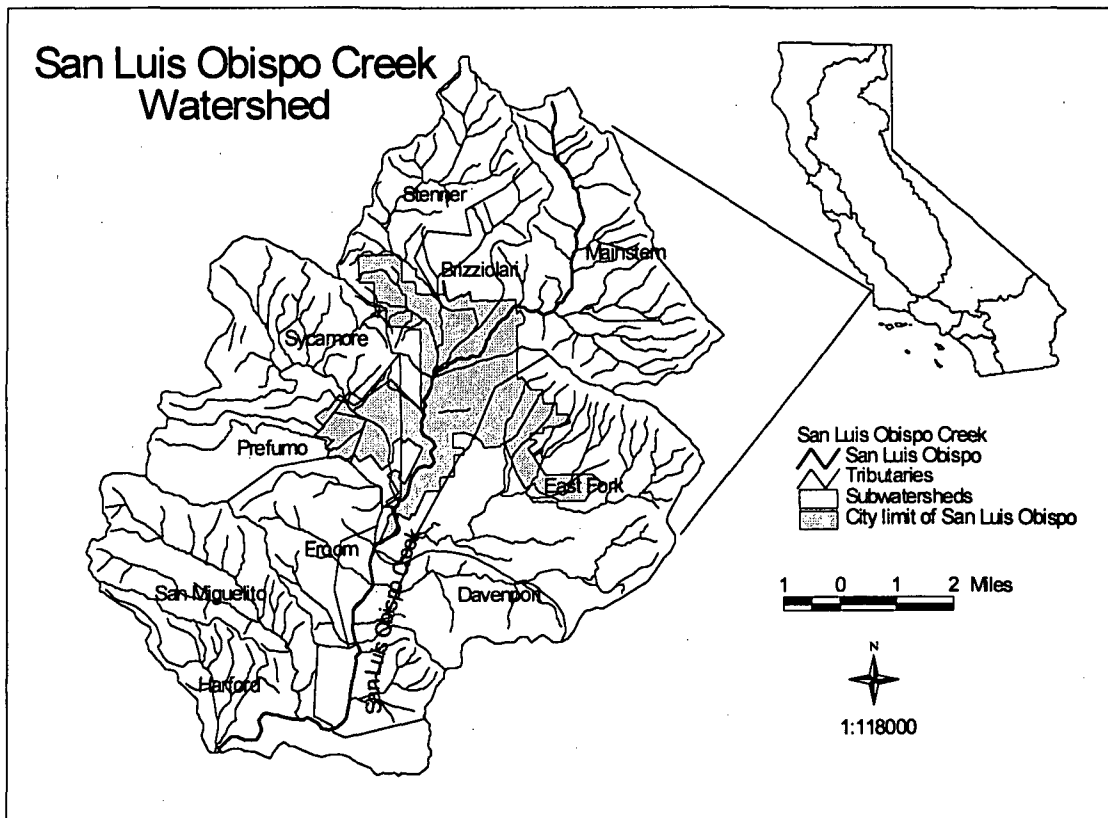 San Luis Obispo Creek
Watershed
Stenner
Brizziolari
Mainstem
Sycamore
Prefumo
East Fork
Froom
San Miguelito
Davenport
Harford
San Luis Obispo Creek
San Luis Obispo Creek
San Luis Obispo
Tributaries
Subwatersheds
City limit of San Luis Obispo
1 0 1 2 Miles
N
1:118000